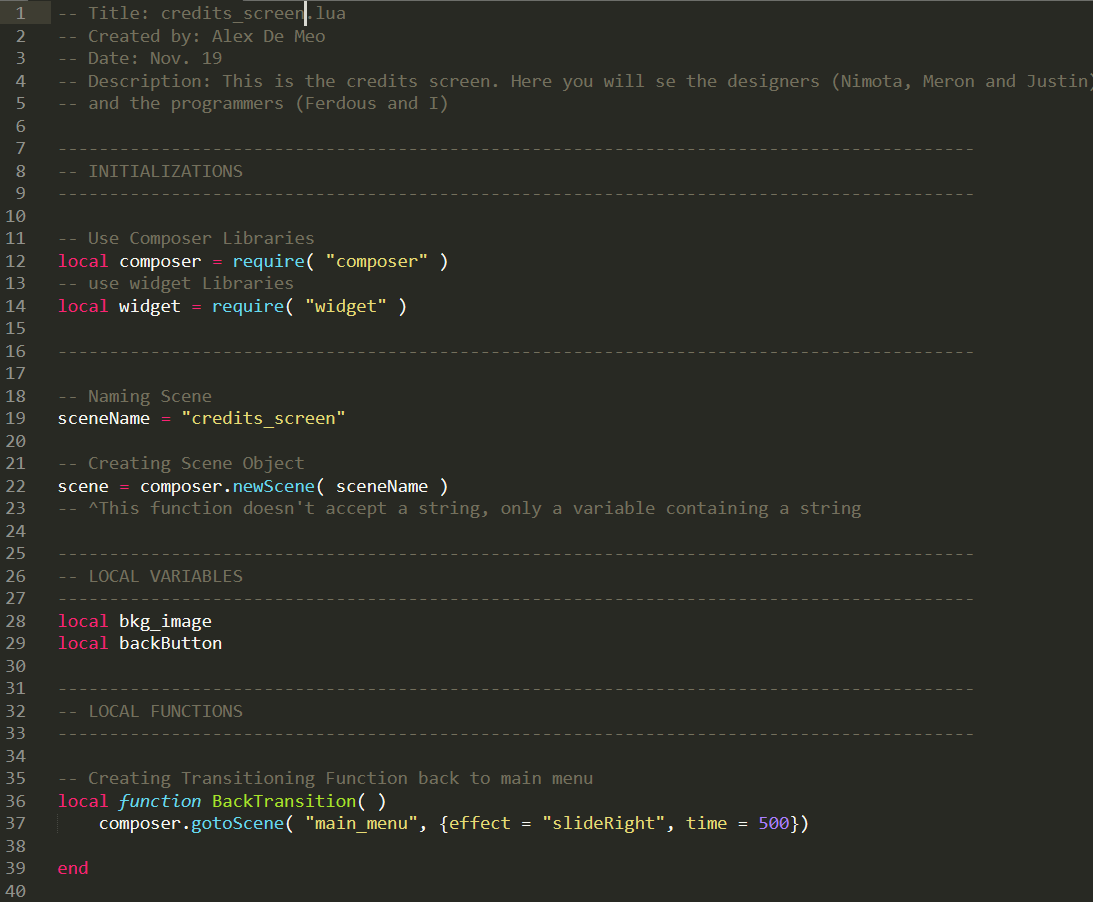 1 -- Title: credits_screen.lua
2 -- Created by: Alex De Meo
3 -- Date: Nov. 19
4 -- Description: This is the credits screen. Here you will se the designers (Nimota, Meron and Justin)
5 -- and the programmers (Ferdous and I)
6
7 -----------------------------------------------------------------------------------------
8 -- INITIALIZATIONS
9 -----------------------------------------------------------------------------------------
10
11 -- Use Composer Libraries
12 local composer = require( "composer" )
13 -- use widget Libraries
14 local widget = require( "widget" )
15
16 -----------------------------------------------------------------------------------------
17
18 -- Naming Scene
19 sceneName = "credits_screen"
20
21 -- Creating Scene Object
22 scene = composer.newScene( sceneName )
23 -- ^This function doesn't accept a string, only a variable containing a string
24
25 -----------------------------------------------------------------------------------------
26 -- LOCAL VARIABLES
27 -----------------------------------------------------------------------------------------
28 local bkg_image
29 local backButton
30
31 -----------------------------------------------------------------------------------------
32 -- LOCAL FUNCTIONS
33 -----------------------------------------------------------------------------------------
34
35 -- Creating Transitioning Function back to main menu
36 local function BackTransition( )
37     composer.gotoScene( "main_menu", {effect = "slideRight", time = 500})
38
39 end
40